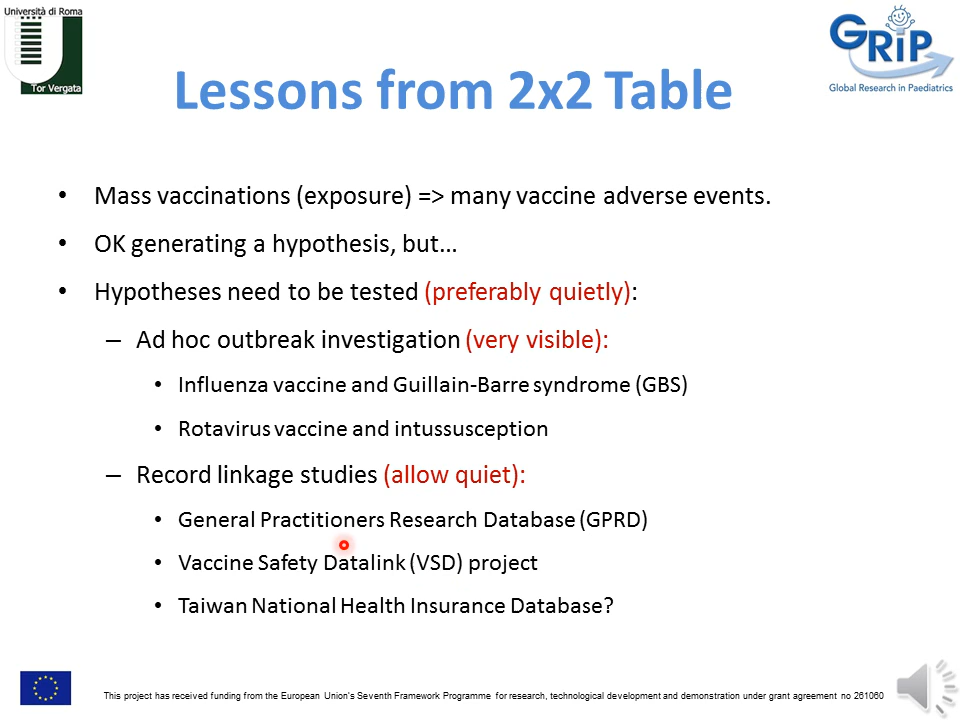 Università di Roma
Tor Vergata
GRiP
Global Research in Paediatrics
Lessons from 2x2 Table
• Mass vaccinations (exposure) => many vaccine adverse events.
• OK generating a hypothesis, but...
• Hypotheses need to be tested (preferably quietly):
– Ad hoc outbreak investigation (very visible):
• Influenza vaccine and Guillain-Barre syndrome (GBS)
• Rotavirus vaccine and intussusception
– Record linkage studies (allow quiet):
• General Practitioners Research Database (GPRD)
• Vaccine Safety Datalink (VSD) project
• Taiwan National Health Insurance Database?
This project has received funding from the European Union's Seventh Framework Programme for research, technological development and demonstration under grant agreement no 261060